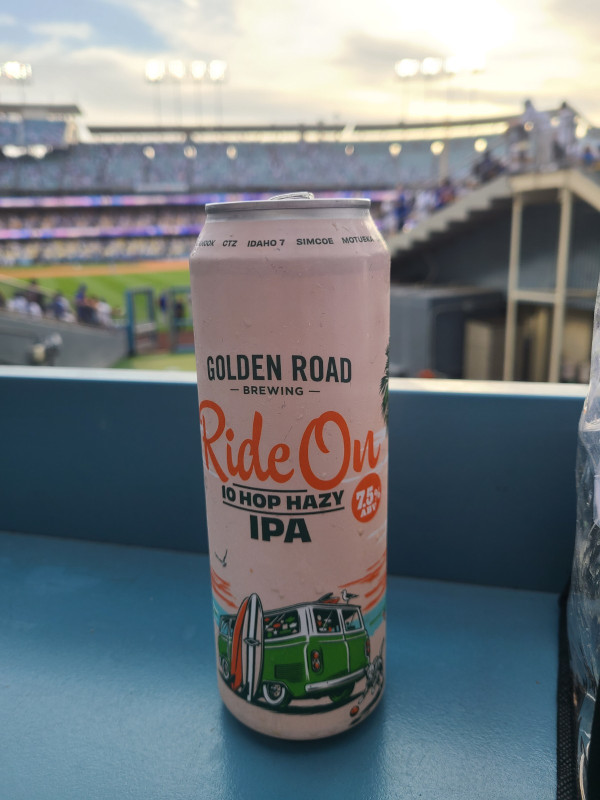 CTZ IDAHO 7 SIMCOE MOTUEKA
GOLDEN ROAD
— BREWING —
Ride On
10 HOP HAZY
7.5%
ABV
IPA